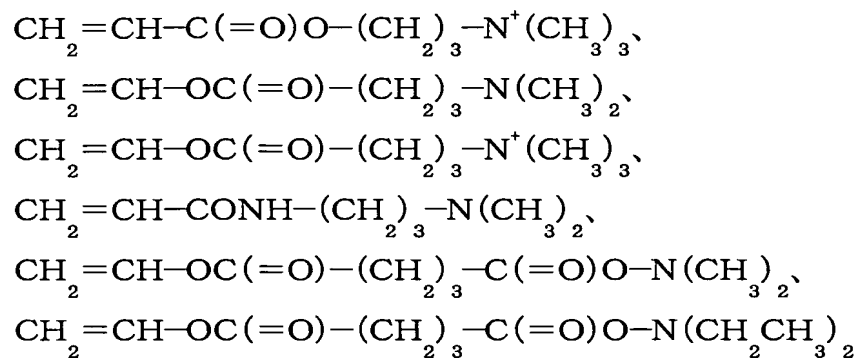 CH₂=CH−C(=O)O−(CH₂)₃−N⁺(CH₃)₃、
CH₂=CH−OC(=O)−(CH₂)₃−N(CH₃)₂、
CH₂=CH−OC(=O)−(CH₂)₃−N⁺(CH₃)₃、
CH₂=CH−CONH−(CH₂)₃−N(CH₃)₂、
CH₂=CH−OC(=O)−(CH₂)₃−C(=O)O−N(CH₃)₂、
CH₂=CH−OC(=O)−(CH₂)₃−C(=O)O−N(CH₂CH₃)₂